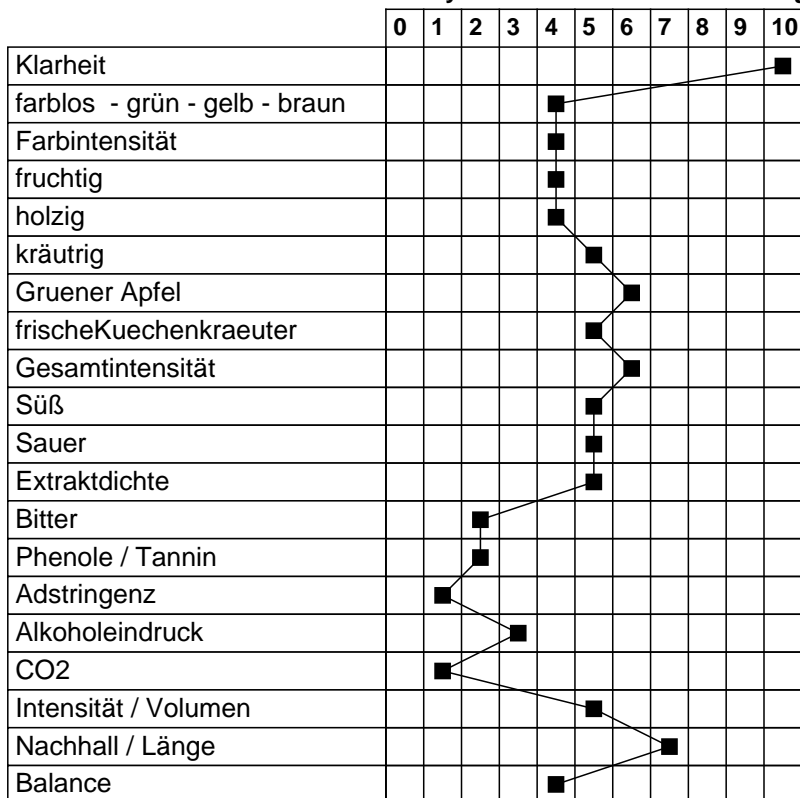 0 1 2 3 4 5 6 7 8 9 10
Klarheit
farblos - grün - gelb - braun
Farbintensität
fruchtig
holzig
kräutrig
Gruener Apfel
frischeKuechenkraeuter
Gesamtintensität
Süß
Sauer
Extraktdichte
Bitter
Phenole / Tannin
Adstringenz
Alkoholeindruck
CO2
Intensität / Volumen
Nachhall / Länge
Balance